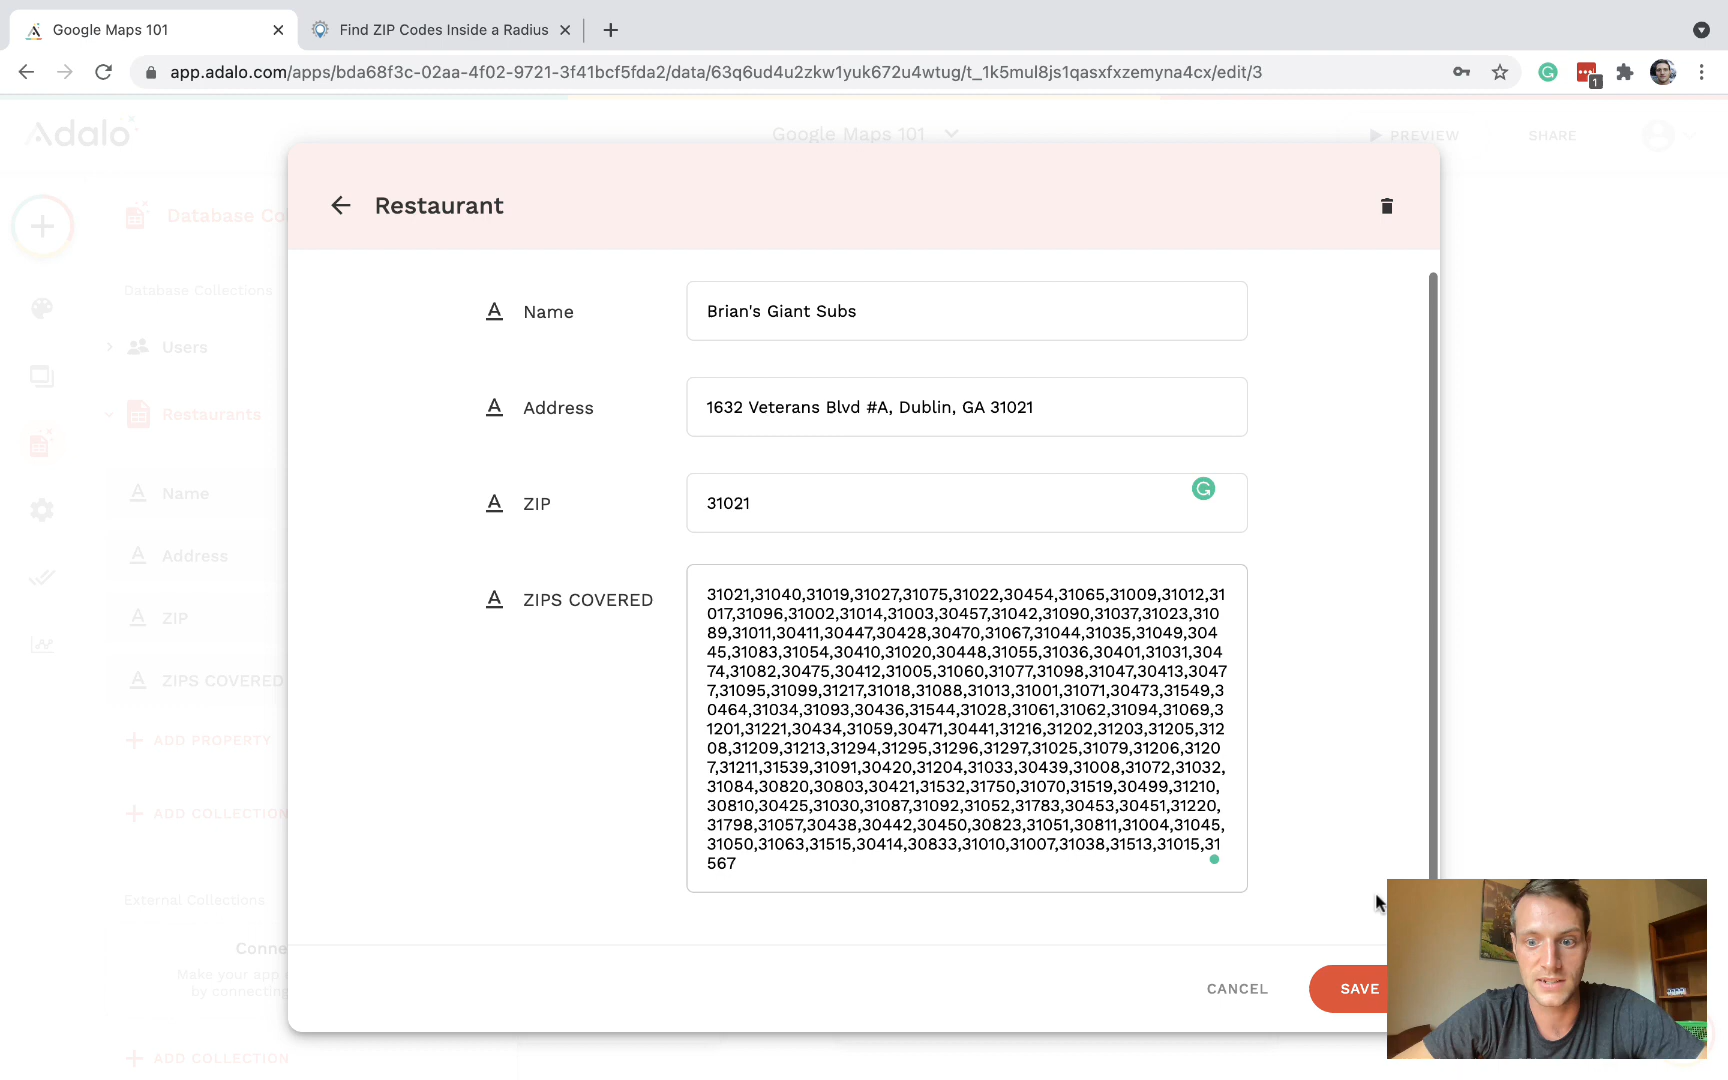 Google Maps 101
Find ZIP Codes Inside a Radius
app.adalo.com/apps/bda68f3c-02aa-4f02-9721-3f41bcf5fda2/data/63q6ud4u2zkw1yuk672u4wtug/t_1k5mul8js1qasxfxzemyna4cx/edit/3
1
Adalo
Google Maps 101
PREVIEW
SHARE
Database Co
Database Collections
Users
Restaurants
Name
Address
ZIP
ZIPS COVERED
ADD PROPERTY
ADD COLLECTION
External Collections
Conne
Make your app
by connecting
ADD COLLECTION
Restaurant
Name
Brian's Giant Subs
Address
1632 Veterans Blvd #A, Dublin, GA 31021
ZIP
31021
ZIPS COVERED
31021,31040,31019,31027,31075,31022,30454,31065,31009,31012,31
017,31096,31002,31014,31003,30457,31042,31090,31037,31023,310
89,31011,30411,30447,30428,30470,31067,31044,31035,31049,304
45,31083,31054,30410,31020,30448,31055,31036,30401,31031,304
74,31082,30475,30412,31005,31060,31077,31098,31047,30413,3047
7,31095,31099,31217,31018,31088,31013,31001,31071,30473,31549,3
0464,31034,31093,30436,31544,31028,31061,31062,31094,31069,3
1201,31221,30434,31059,30471,30441,31216,31202,31203,31205,312
08,31209,31213,31294,31295,31296,31297,31025,31079,31206,3120
7,31211,31539,31091,30420,31204,31033,30439,31008,31072,31032,
31084,30820,30803,30421,31532,31750,31070,31519,30499,31210,
30810,30425,31030,31087,31092,31052,31783,30453,30451,31220,
31798,31057,30438,30442,30450,30823,31051,30811,31004,31045,
31050,31063,31515,30414,30833,31010,31007,31038,31513,31015,31
567
CANCEL
SAVE